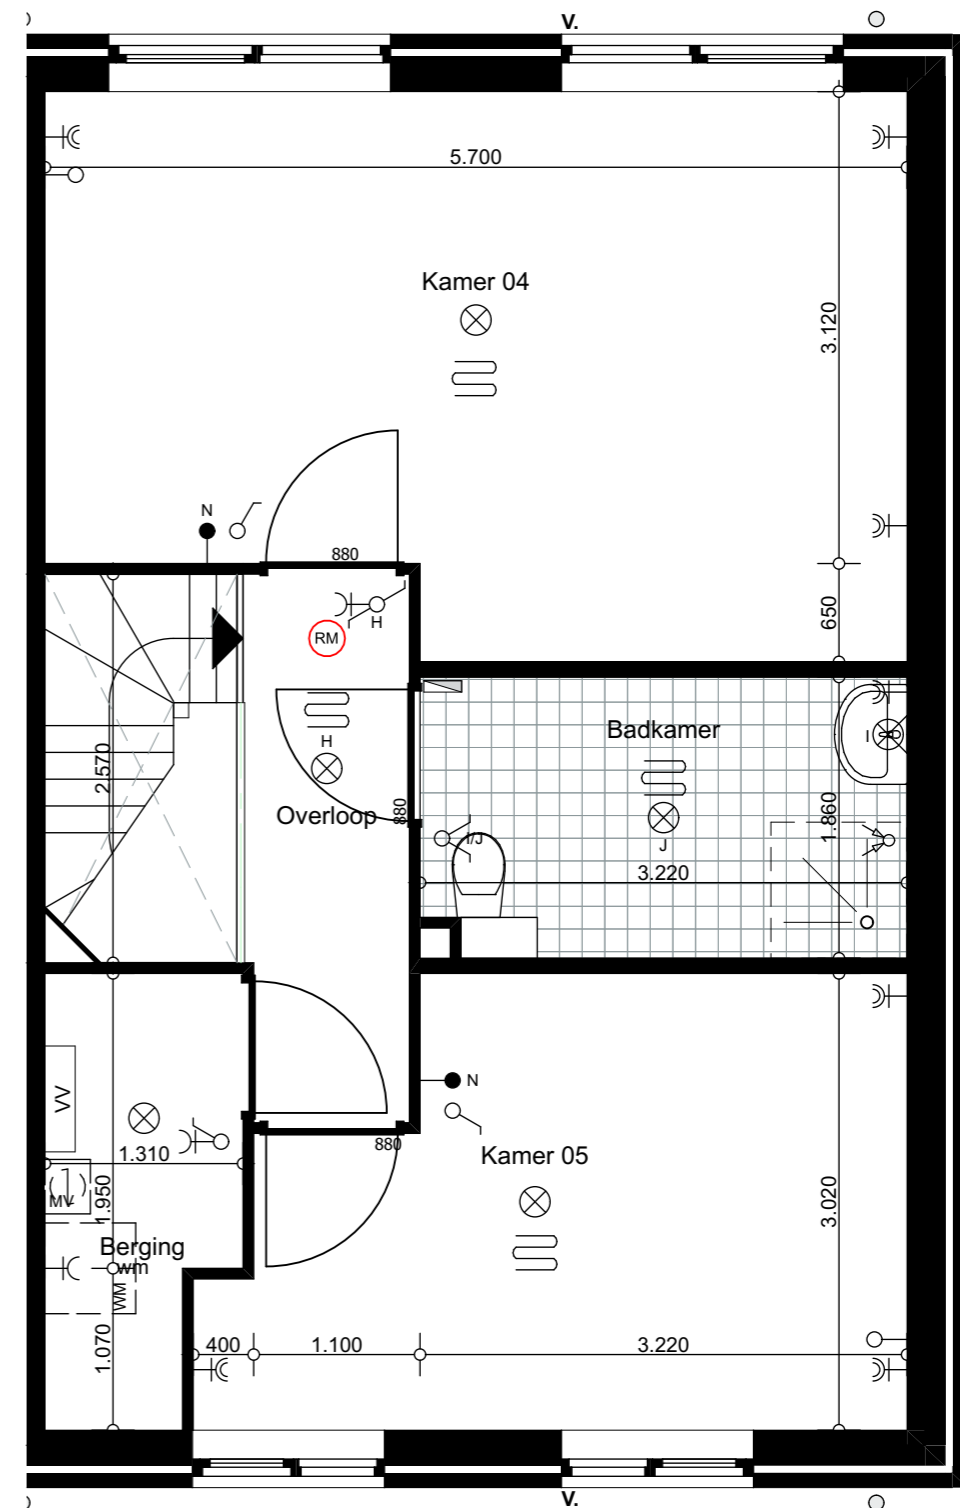 V.
5.700
Kamer 04
3.120
N
880
650
H
RM
Badkamer
I
H
2.570
Overloop
880
1.860
I/J
J
3.220
N
VV
1.310
Kamer 05
MV
1.950
3.020
Berging
wm
WM
1.070
400
1.100
3.220
880
V.